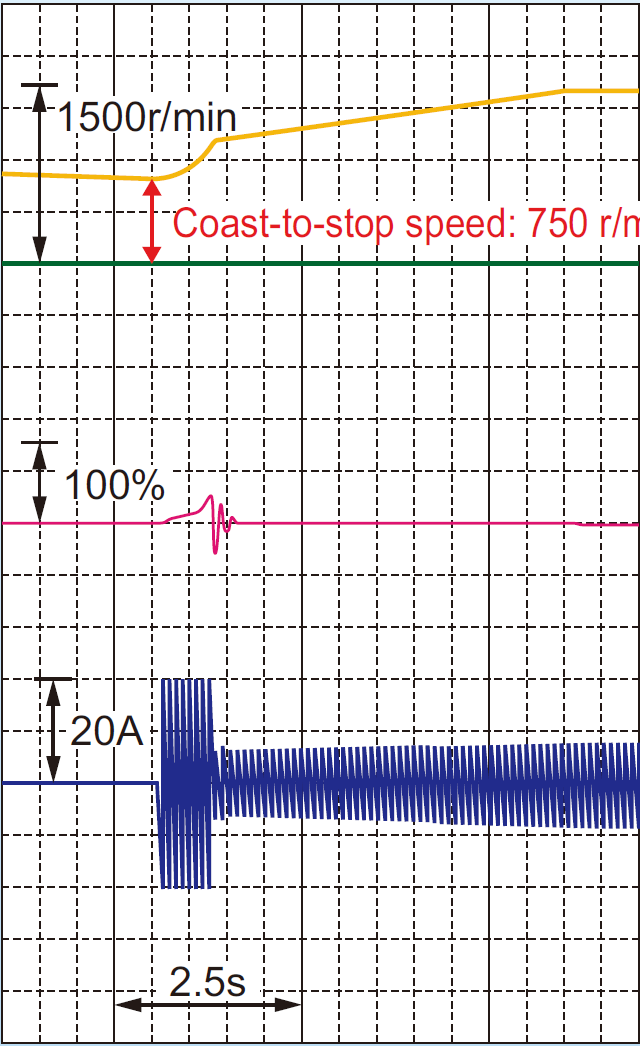 1500r/min
Coast-to-stop speed: 750 r/m
100%
20A
2.5s